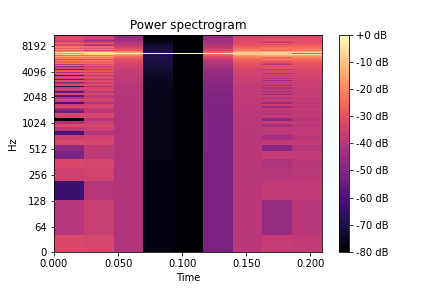 Power spectrogram
Hz
8192
4096
2048
1024
512
256
128
64
0
0.000 0.050 0.100 0.150 0.200
Time
+0 dB
-10 dB
-20 dB
-30 dB
-40 dB
-50 dB
-60 dB
-70 dB
-80 dB